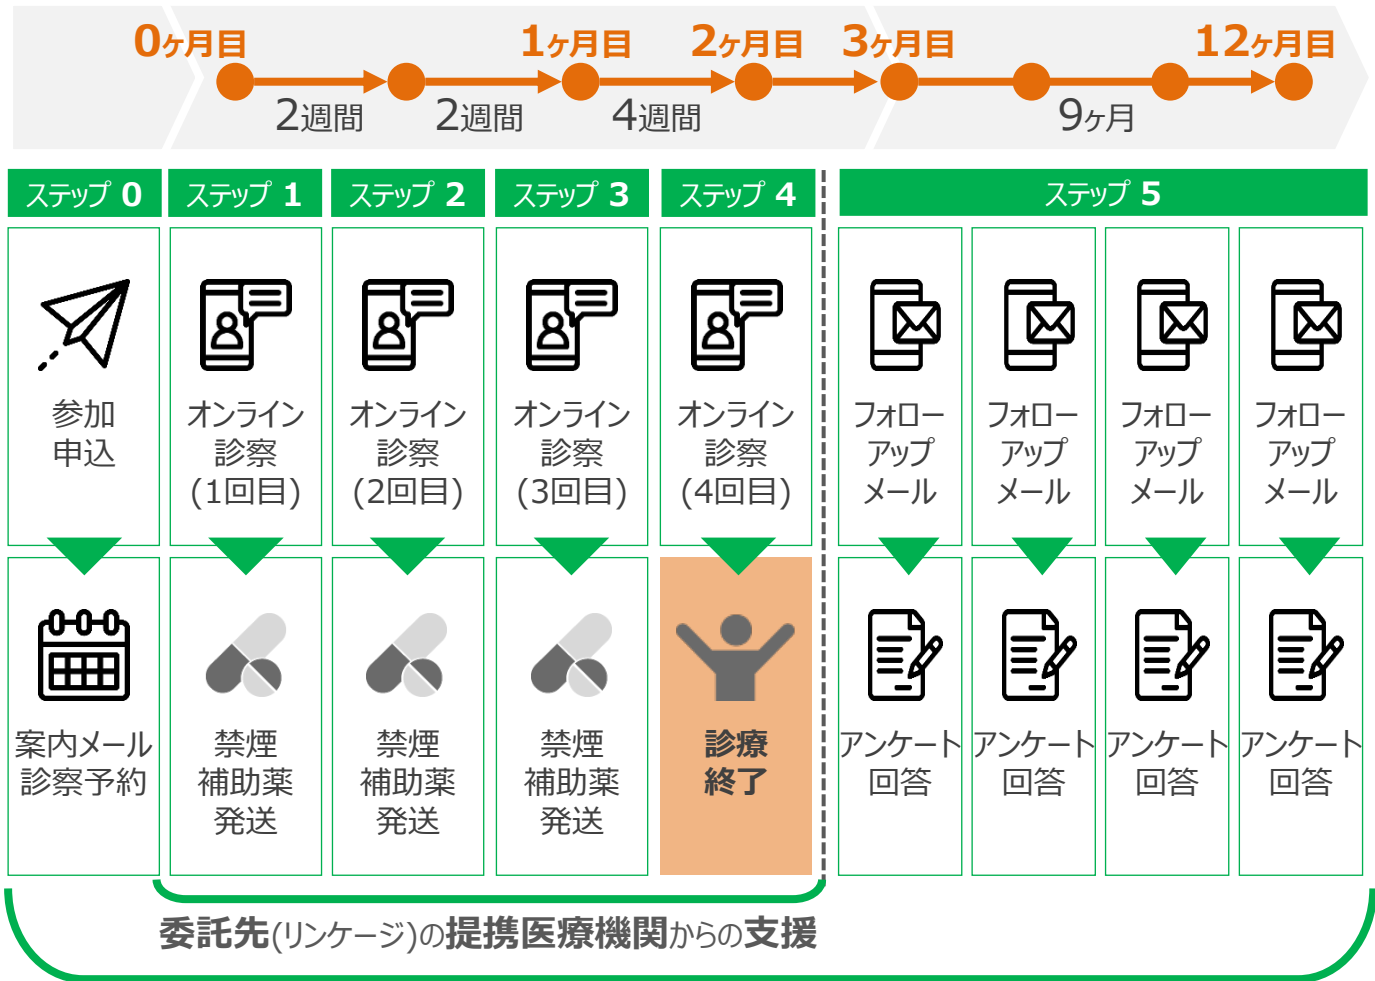 0ヶ月目 1ヶ月目 2ヶ月目 3ヶ月目 12ヶ月目
2週間 2週間 4週間 9ヶ月
ステップ 0
ステップ 1
ステップ 2
ステップ 3
ステップ 4
ステップ 5
参加
申込
オンライン
診察
(1回目)
オンライン
診察
(2回目)
オンライン
診察
(3回目)
オンライン
診察
(4回目)
フォロー
アップ
メール
フォロー
アップ
メール
フォロー
アップ
メール
フォロー
アップ
メール
案内メール
診察予約
禁煙
補助薬
発送
禁煙
補助薬
発送
禁煙
補助薬
発送
診療
終了
アンケート
回答
アンケート
回答
アンケート
回答
アンケート
回答
委託先(リンケージ)の提携医療機関からの支援